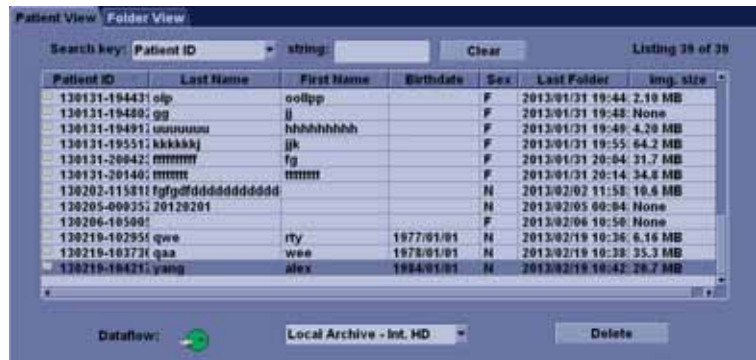 Patient View Folder View
Search key: Patient ID string: Clear Listing 39 of 39
Patient ID Last Name First Name Birthdate Sex Last Folder img. size
130131-19443 olp oollpp F 2013/01/31 19:44: 2.10 MB
130131-19480 gg jj F 2013/01/31 19:48: None
130131-19491 uuuuuuu hhhhhhhhh F 2013/01/31 19:49: 4.20 MB
130131-19551 kkkkkkj jjk F 2013/01/31 19:55: 64.2 MB
130131-20042 fg F 2013/01/31 20:04: 31.7 MB
130131-20140 F 2013/01/31 20:14: 34.8 MB
130202-11581 N 2013/02/02 11:58: 10.6 MB
130205-00035 20120201 N 2013/02/05 00:04: None
130206-10500 F 2013/02/06 10:50: None
130219-10295 qwe rty 1977/01/01 N 2013/02/19 10:36: 6.16 MB
130219-10373 qaa wee 1978/01/01 N 2013/02/19 10:38: 35.3 MB
130219-10421 yang alex 1984/01/01 N 2013/02/19 10:42: 20.7 MB
Dataflow: Local Archive - Int. HD Delete